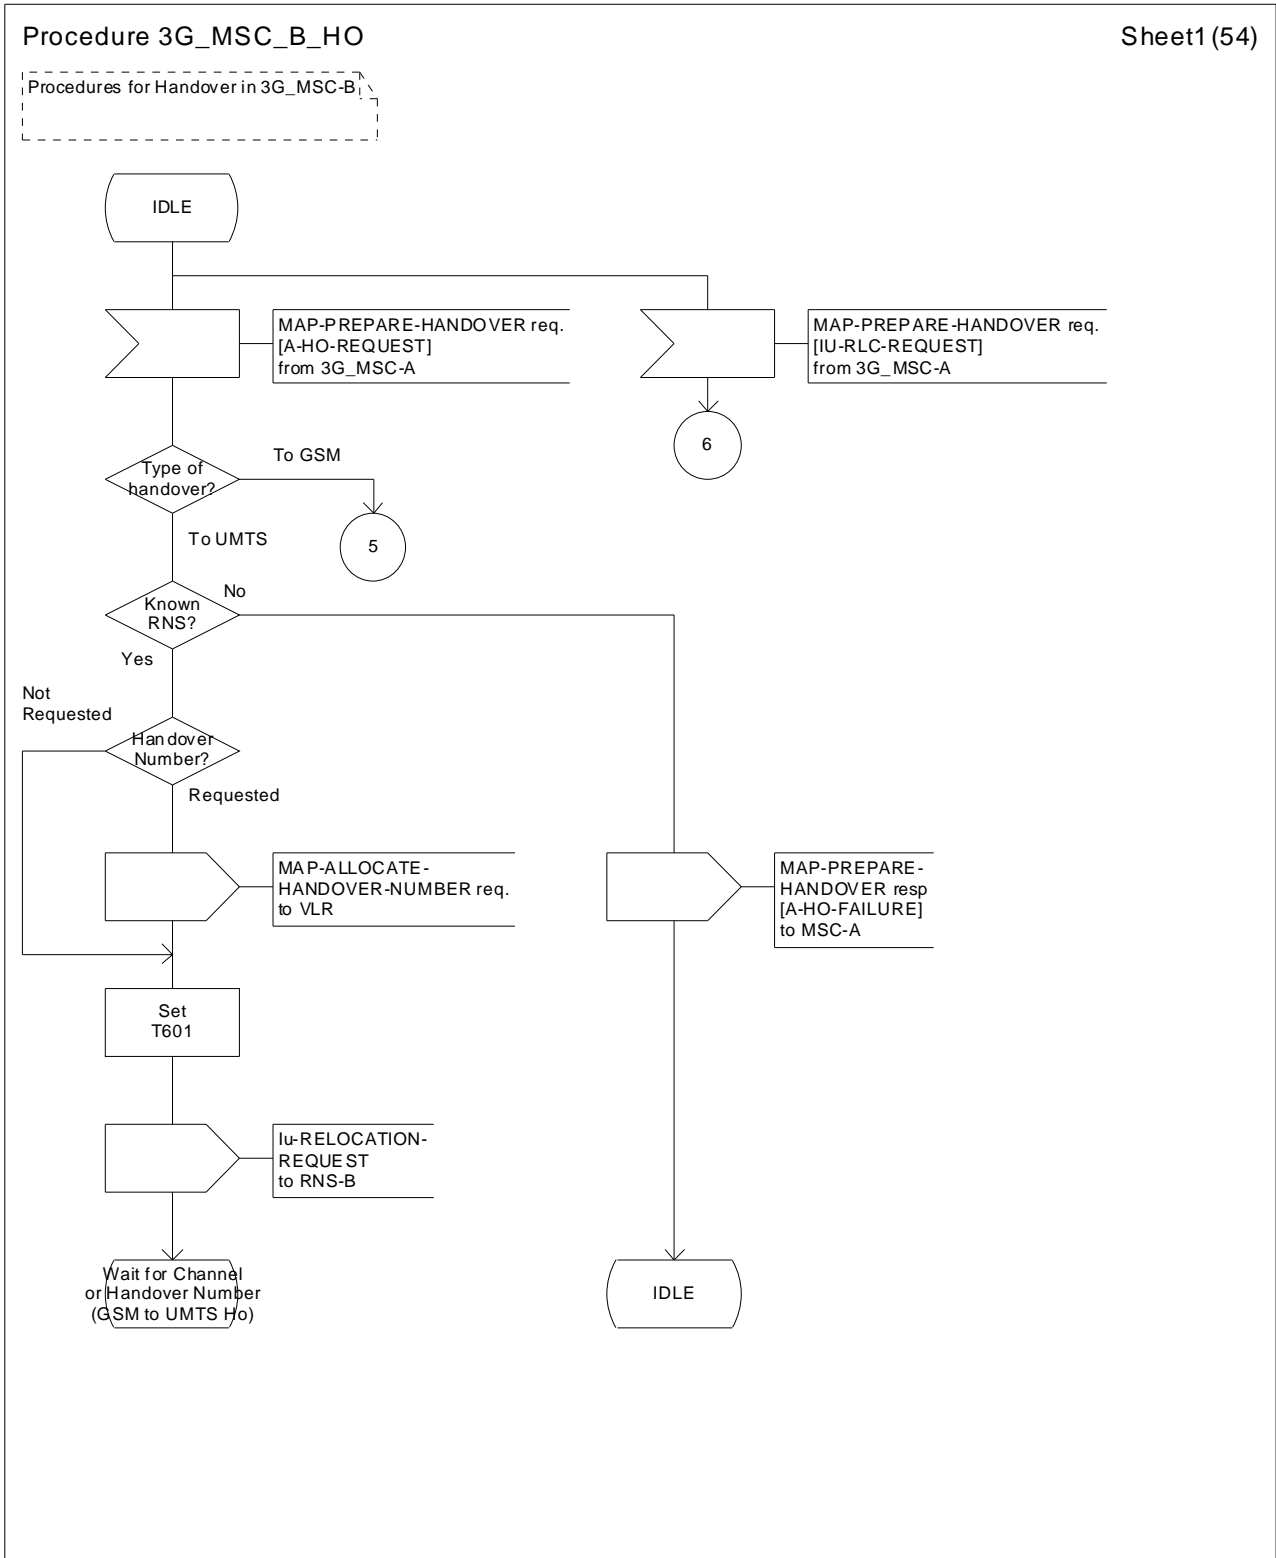 Procedure 3G_MSC_B_HO
Sheet1 (54)
Procedures for Handover in 3G_MSC-B
IDLE
MAP-PREPARE-HANDOVER req.
[A-HO-REQUEST]
from 3G_MSC-A
MAP-PREPARE-HANDOVER req.
[IU-RLC-REQUEST]
from 3G_MSC-A
6
Type of
handover?
To GSM
5
To UMTS
Known
RNS?
No
Yes
Not
Requested
Handover
Number?
Requested
MAP-ALLOCATE-
HANDOVER-NUMBER req.
to VLR
MAP-PREPARE-
HANDOVER resp
[A-HO-FAILURE]
to MSC-A
Set
T601
Iu-RELOCATION-
REQUEST
to RNS-B
Wait for Channel
or Handover Number
(GSM to UMTS Ho)
IDLE